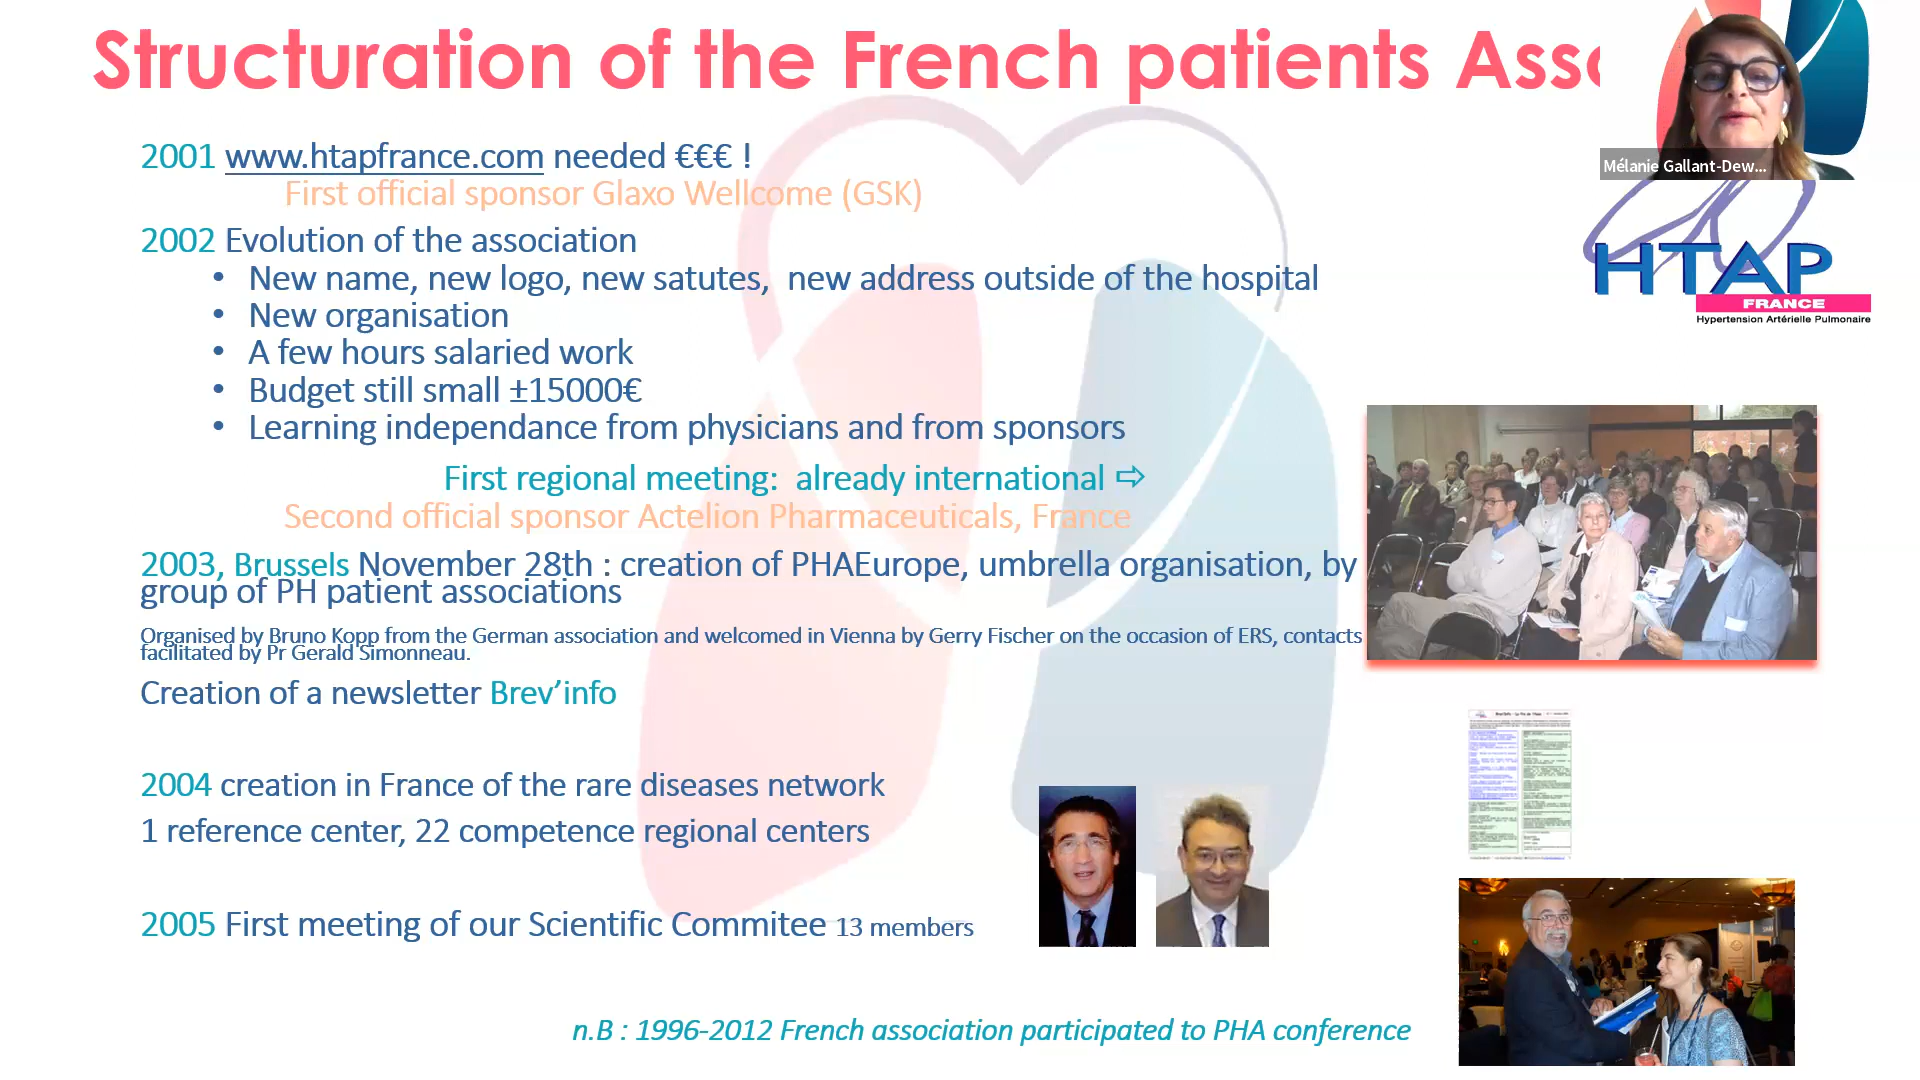 Structuration of the French patients Ass
Mélanie Gallant-Dew...
2001 www.htapfrance.com needed €€€ !
First official sponsor Glaxo Wellcome (GSK)
HTAP
FRANCE
Hypertension Artérielle Pulmonaire
2002 Evolution of the association
• New name, new logo, new satutes,  new address outside of the hospital
• New organisation
• A few hours salaried work
• Budget still small ±15000€
• Learning independance from physicians and from sponsors
First regional meeting:  already international ⇨
Second official sponsor Actelion Pharmaceuticals, France
2003, Brussels November 28th : creation of PHAEurope, umbrella organisation, by
group of PH patient associations
Organised by Bruno Kopp from the German association and welcomed in Vienna by Gerry Fischer on the occasion of ERS, contacts
facilitated by Pr Gerald Simonneau.
Creation of a newsletter Brev’info
2004 creation in France of the rare diseases network
1 reference center, 22 competence regional centers
2005 First meeting of our Scientific Commitee 13 members
n.B : 1996-2012 French association participated to PHA conference